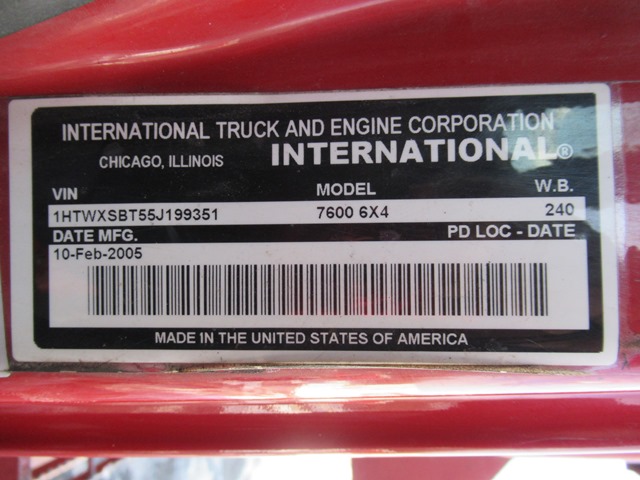 INTERNATIONAL TRUCK AND ENGINE CORPORATION
CHICAGO, ILLINOIS INTERNATIONAL®
VIN MODEL W.B.
1HTWXSBT55J199351 7600 6X4 240
DATE MFG. PD LOC - DATE
10-Feb-2005
MADE IN THE UNITED STATES OF AMERICA